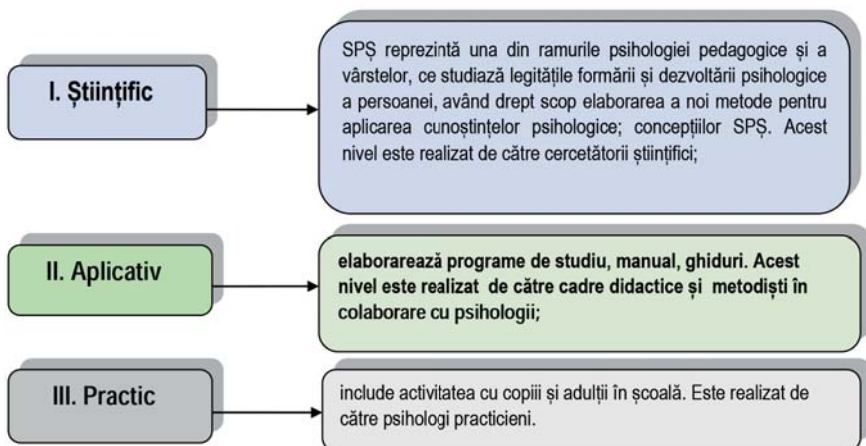 I. Științific
SPȘ reprezintă una din ramurile psihologiei pedagogice și a
vârstelor, ce studiază legitățile formării și dezvoltării psihologice
a persoanei, având drept scop elaborarea a noi metode pentru
aplicarea cunoștințelor psihologice; concepțiilor SPȘ. Acest
nivel este realizat de către cercetătorii științifici;
II. Aplicativ
elaborarează programe de studiu, manual, ghiduri. Acest
nivel este realizat de către cadre didactice și metodiști în
colaborare cu psihologii;
III. Practic
include activitatea cu copiii și adulții în școală. Este realizat de
către psihologi practicieni.